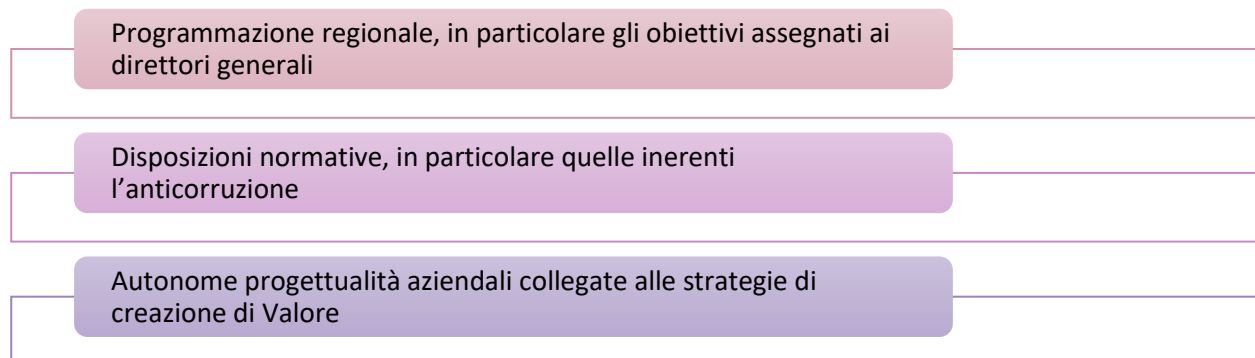 Programmazione regionale, in particolare gli obiettivi assegnati ai
direttori generali
Disposizioni normative, in particolare quelle inerenti
l’anticorruzione
Autonome progettualità aziendali collegate alle strategie di
creazione di Valore